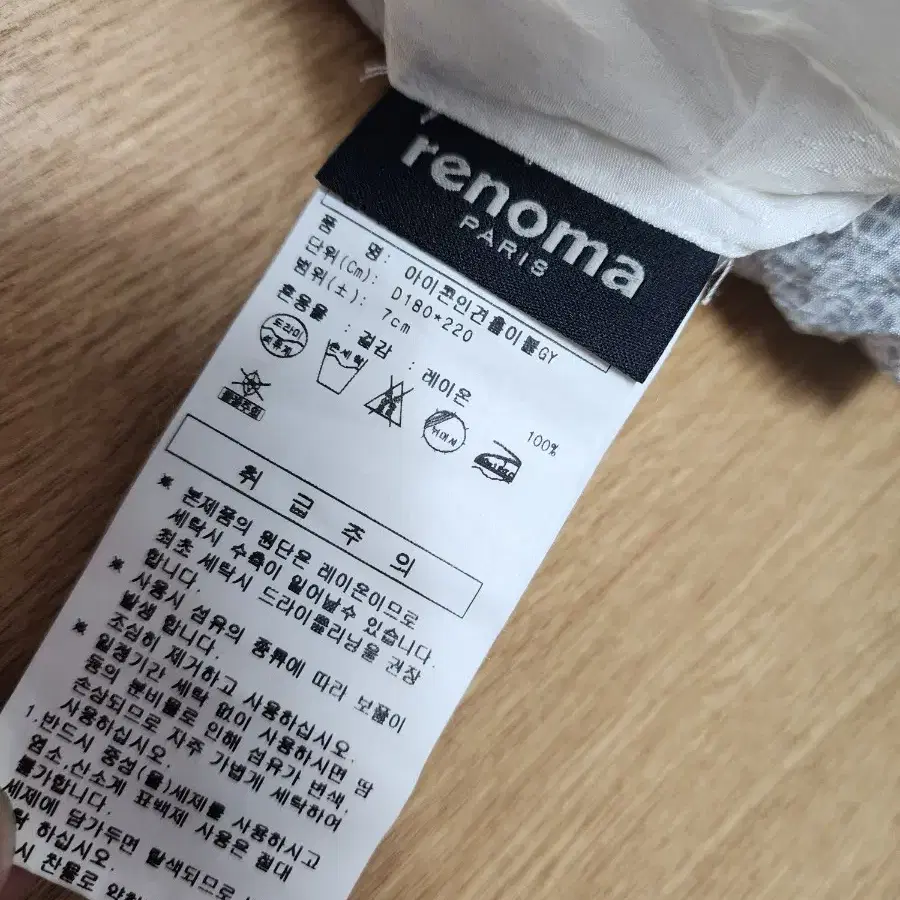 renoma
PARIS
품 명: 아이콘인견홑이불GY
단위(Cm): D180*220
범위(±): 7cm
혼용율 : 겉감 : 레이온 100%
드라이
손세탁
취 급 주 의
※ 본제품의 원단은 레이온이므로
세탁시 수축이 일어날수 있습니다.
최초 세탁시 드라이클리닝을 권장
합니다.
※ 사용시 섬유의 종류에 따라 보풀이
발생 합니다.
조심히 제거하고 사용하십시오.
※ 일정기간 세탁 없이 사용하시면 땀
등의 분비물로 인해 섬유가 변색,
손상되므로 자주 가볍게 세탁하여
사용하십시오.
1.반드시 중성(물)세제를 사용하시고
염소,산소계 표백제 사용은 절대
불가합니다.
세제에 담가두면 탈색되므로
하십시오.
시 찬물로